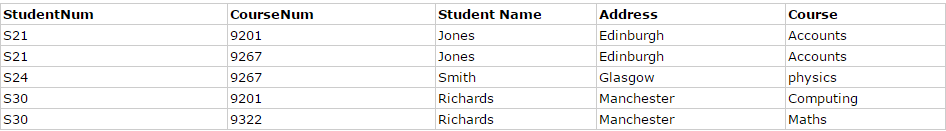 StudentNum CourseNum Student Name Address Course
S21 9201 Jones Edinburgh Accounts
S21 9267 Jones Edinburgh Accounts
S24 9267 Smith Glasgow physics
S30 9201 Richards Manchester Computing
S30 9322 Richards Manchester Maths